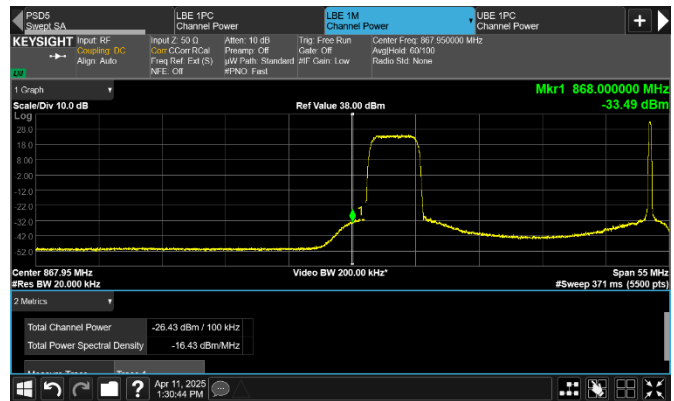 PSD5
Swept SA
LBE 1PC
Channel Power
LBE 1M
Channel Power
UBE 1PC
Channel Power
KEYSIGHT
Input: RF
Coupling: DC
Align: Auto
Input Z: 50 Ω
Corr CCorr RCal
Freq Ref: Ext (S)
NFE: Off
Atten: 10 dB
Preamp: Off
µW Path: Standard
#PNO: Fast
Trig: Free Run
Gate: Off
#IF Gain: Low
Center Freq: 867.950000 MHz
Avg|Hold: 60/100
Radio Std: None
LXI
1 Graph
Mkr1 868.000000 MHz
-33.49 dBm
Scale/Div 10.0 dB
Ref Value 38.00 dBm
Log
28.0
18.0
8.00
-2.00
-12.0
-22.0
-32.0
-42.0
-52.0
1
Center 867.95 MHz
Video BW 200.00 kHz*
Span 55 MHz
#Res BW 20.000 kHz
#Sweep 371 ms (5500 pts)
2 Metrics
Total Channel Power -26.43 dBm / 100 kHz
Total Power Spectral Density -16.43 dBm/MHz
?
Apr 11, 2025
1:30:44 PM